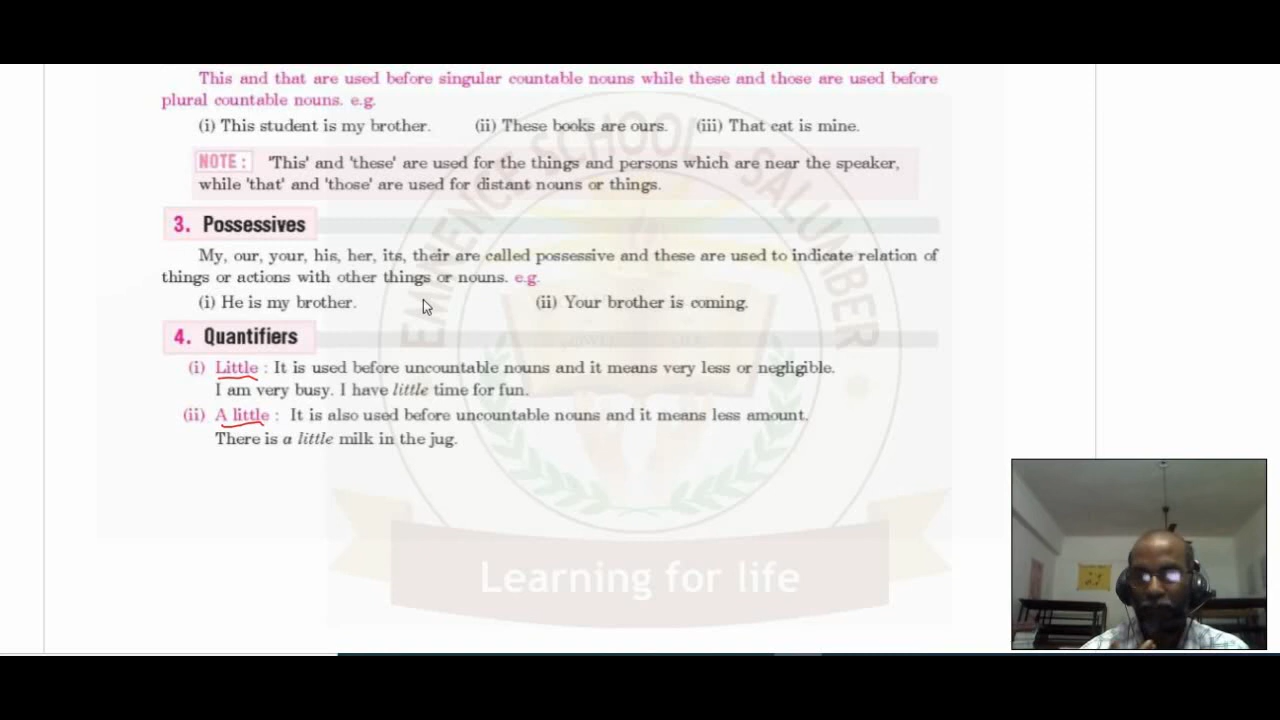 This and that are used before singular countable nouns while these and those are used before
plural countable nouns. e.g.
(i) This student is my brother. (ii) These books are ours. (iii) That cat is mine.
NOTE : 'This' and 'these' are used for the things and persons which are near the speaker,
while 'that' and 'those' are used for distant nouns or things.
3. Possessives
My, our, your, his, her, its, their are called possessive and these are used to indicate relation of
things or actions with other things or nouns. e.g.
(i) He is my brother. (ii) Your brother is coming.
4. Quantifiers
(i) Little : It is used before uncountable nouns and it means very less or negligible.
I am very busy. I have little time for fun.
(ii) A little : It is also used before uncountable nouns and it means less amount.
There is a little milk in the jug.
EMINENCE SCHOOL - SALUMBER
Learning for life